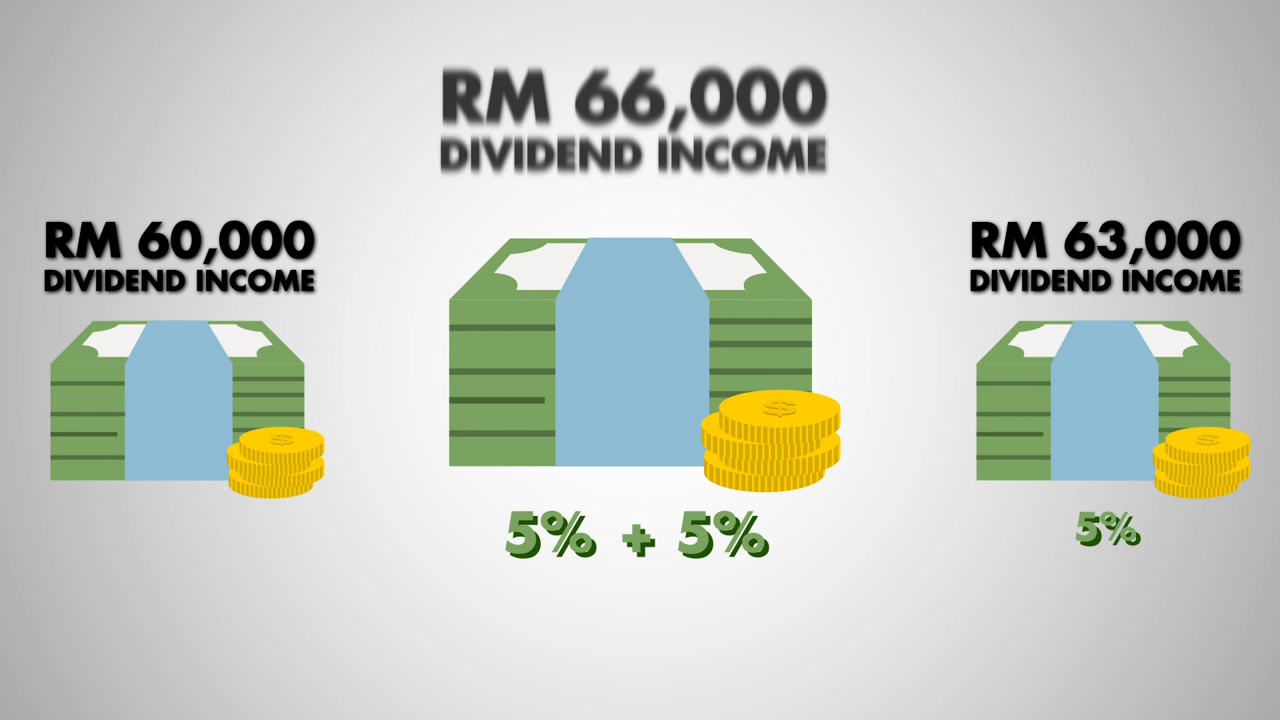 RM 66,000
DIVIDEND INCOME
RM 60,000
DIVIDEND INCOME
RM 63,000
DIVIDEND INCOME
$
$
$
5% + 5%
5%